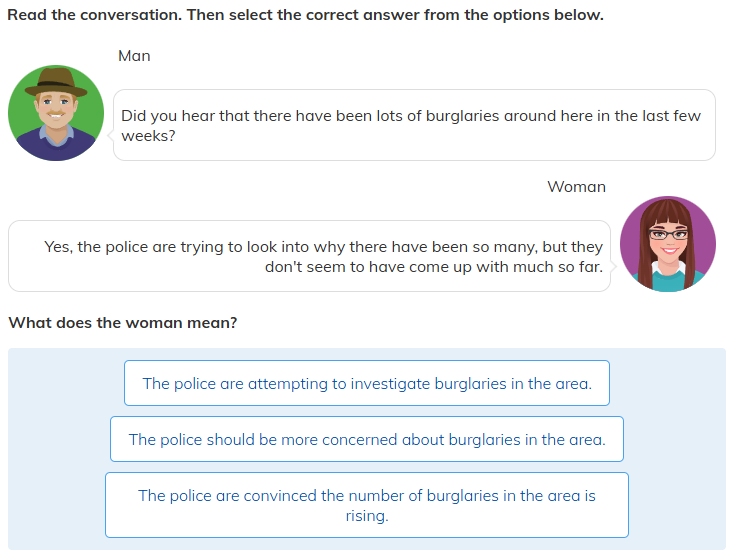 Read the conversation. Then select the correct answer from the options below.
Man
Did you hear that there have been lots of burglaries around here in the last few
weeks?
Woman
Yes, the police are trying to look into why there have been so many, but they
don't seem to have come up with much so far.
What does the woman mean?
The police are attempting to investigate burglaries in the area.
The police should be more concerned about burglaries in the area.
The police are convinced the number of burglaries in the area is
rising.